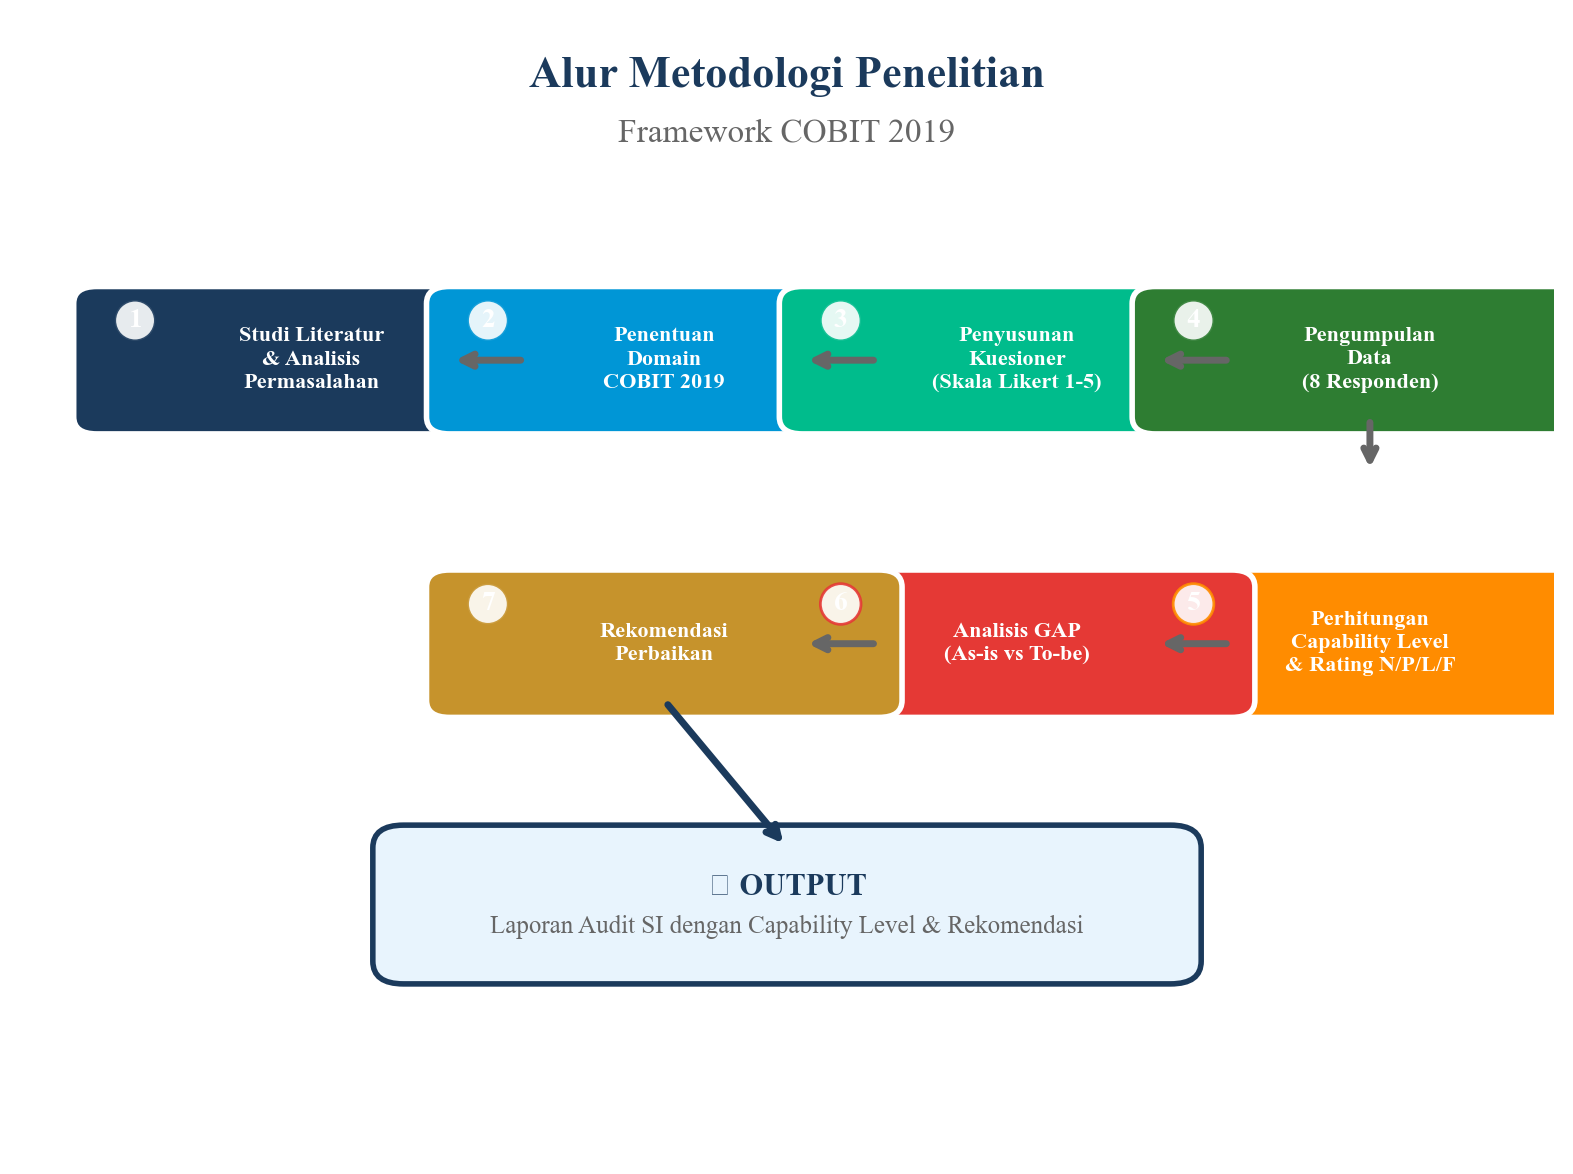 Alur Metodologi Penelitian
Framework COBIT 2019
1
Studi Literatur
& Analisis
Permasalahan
2
Penentuan
Domain
COBIT 2019
3
Penyusunan
Kuesioner
(Skala Likert 1-5)
4
Pengumpulan
Data
(8 Responden)
5
Perhitungan
Capability Level
& Rating N/P/L/F
6
Analisis GAP
(As-is vs To-be)
7
Rekomendasi
Perbaikan
OUTPUT
Laporan Audit SI dengan Capability Level & Rekomendasi